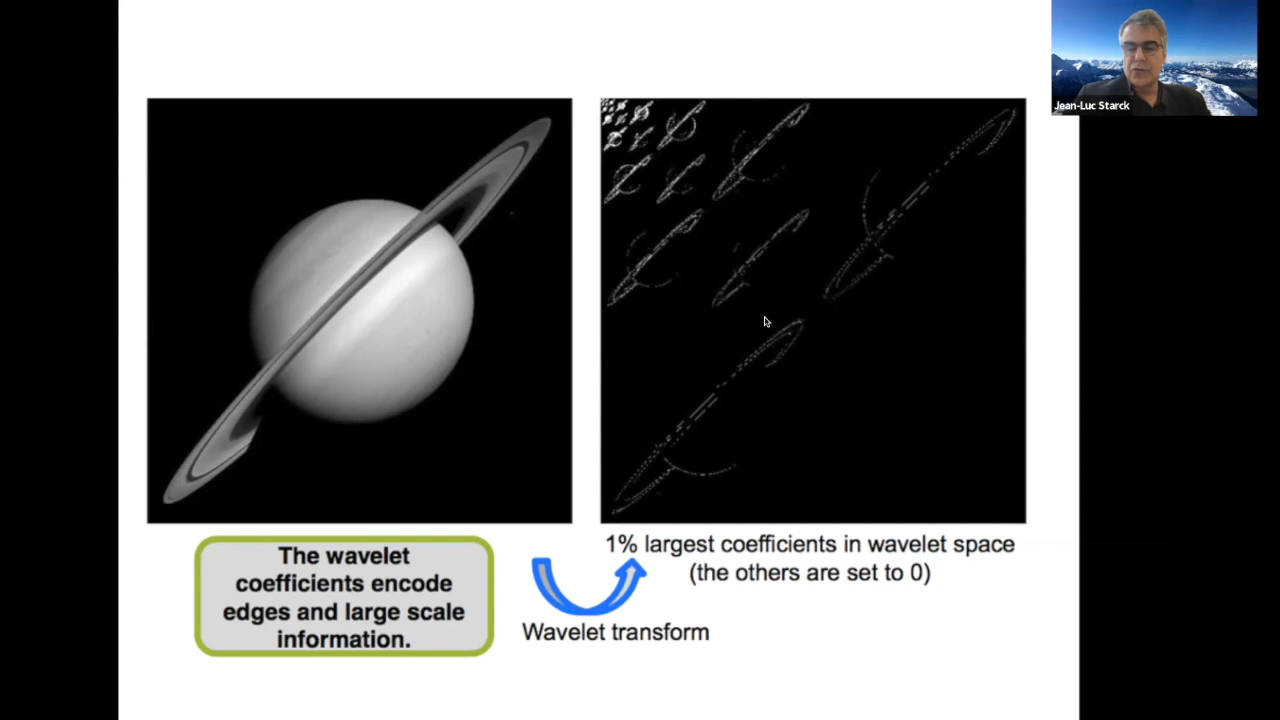 Jean-Luc Starck
The wavelet
coefficients encode
edges and large scale
information.
1% largest coefficients in wavelet space
(the others are set to 0)
Wavelet transform